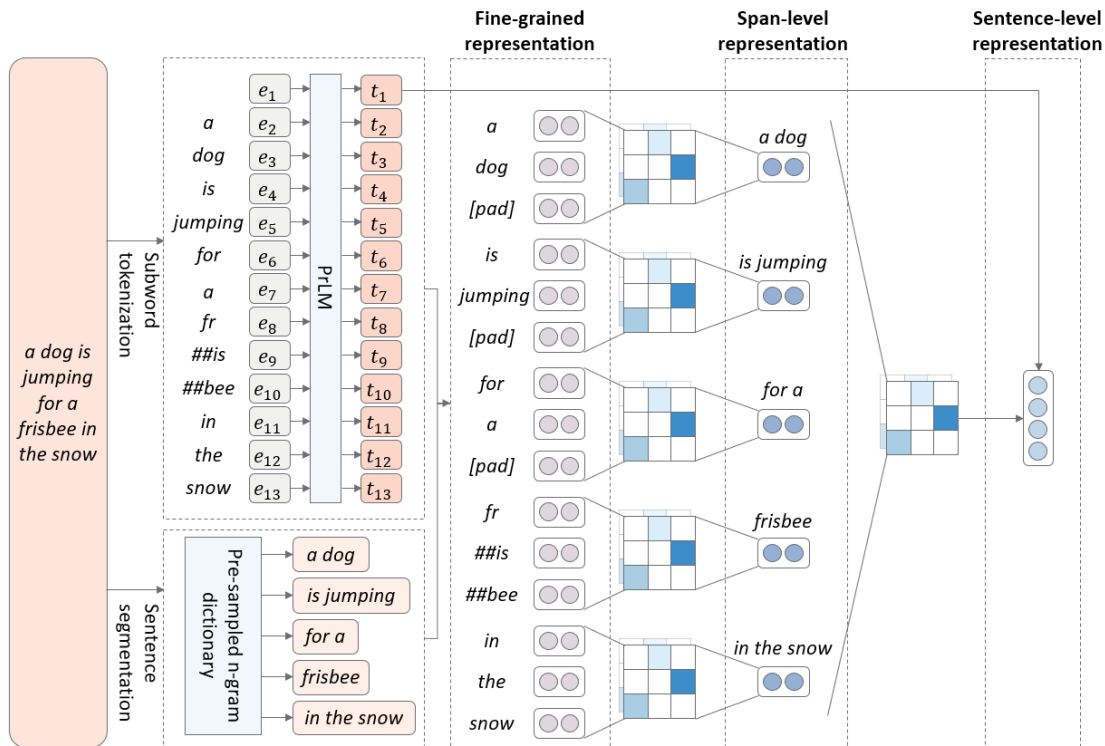 Fine-grained
representation
Span-level
representation
Sentence-level
representation
a dog is
jumping
for a
frisbee in
the snow
Subword
tokenization
Sentence
segmentation
e1 t1
a e2 t2
dog e3 t3
is e4 t4
jumping e5 t5
for e6 t6
a e7 t7
fr e8 t8
##is e9 t9
##bee e10 t10
in e11 t11
the e12 t12
snow e13 t13
PrLM
Pre-sampled n-gram
dictionary
a dog
is jumping
for a
frisbee
in the snow
a
dog
[pad]
is
jumping
[pad]
for
a
[pad]
fr
##is
##bee
in
the
snow
a dog
is jumping
for a
frisbee
in the snow